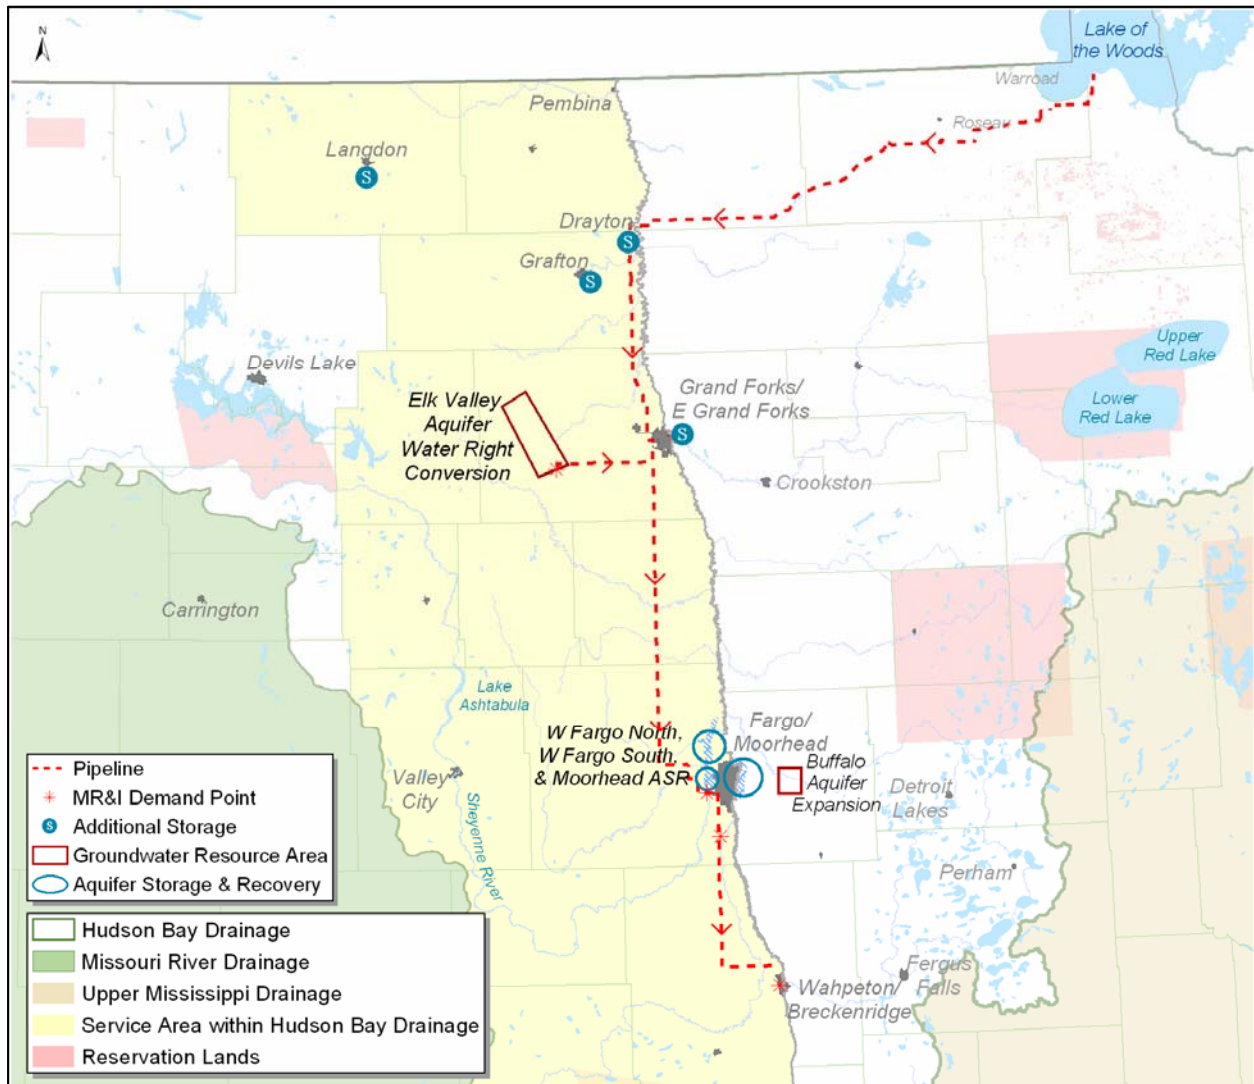 N
Lake of
the Woods
Warroad
Roseau
Pembina
Langdon
S
Drayton
S
Grafton
S
Devils Lake
Upper
Red Lake
Lower
Red Lake
Grand Forks/
E Grand Forks
S
Elk Valley
Aquifer
Water Right
Conversion
Crookston
Carrington
Lake
Ashtabula
W Fargo North,
W Fargo South,
& Moorhead ASR
Fargo/
Moorhead
Buffalo
Aquifer
Expansion
Detroit
Lakes
Valley
City
Sheyenne River
Perham
Fergus
Falls
Wahpeton/
Breckenridge
Pipeline
MR&I Demand Point
S Additional Storage
Groundwater Resource Area
Aquifer Storage & Recovery
Hudson Bay Drainage
Missouri River Drainage
Upper Mississippi Drainage
Service Area within Hudson Bay Drainage
Reservation Lands